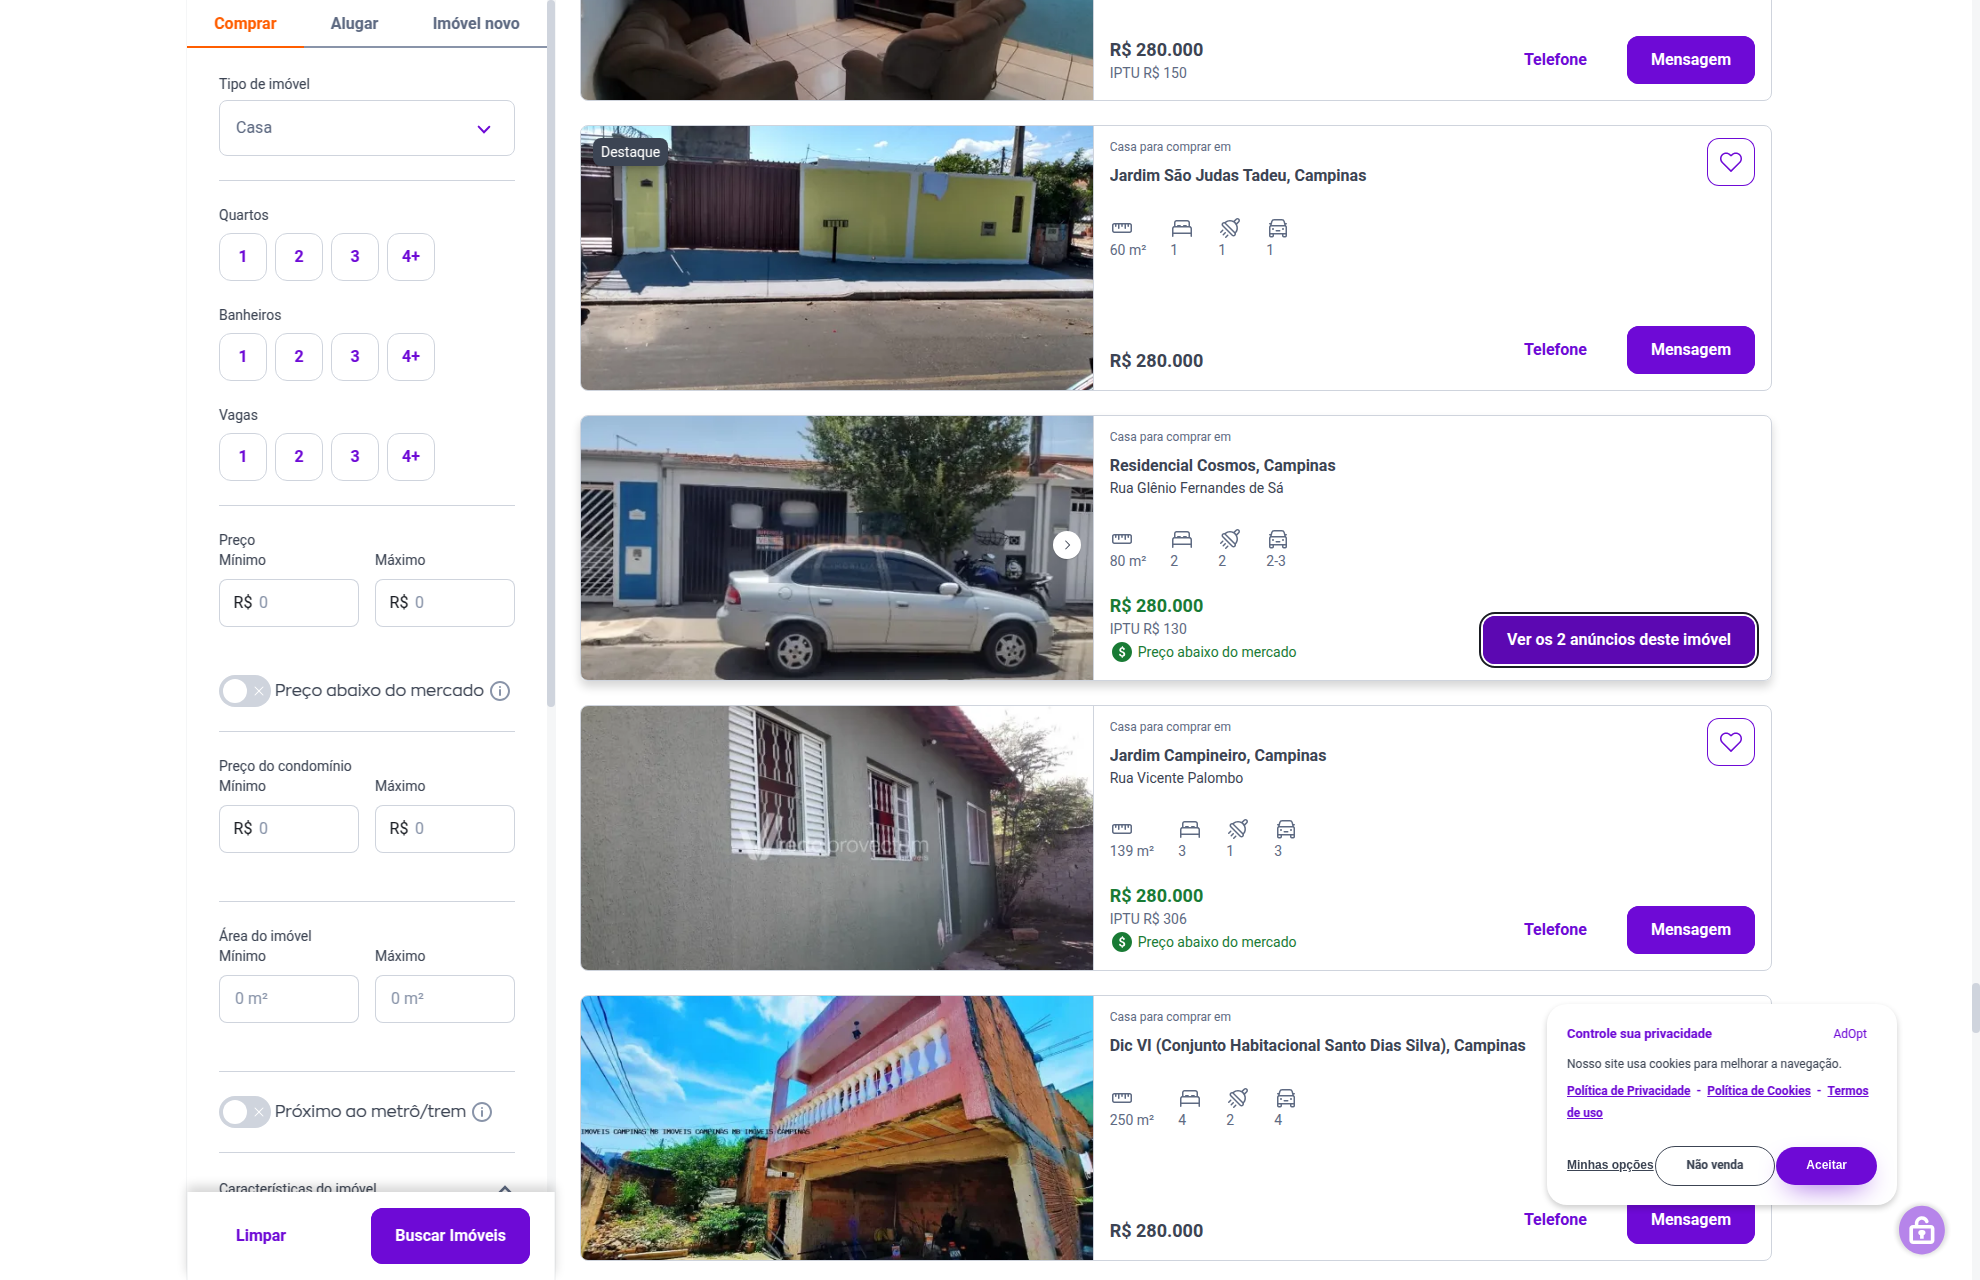 Comprar
Alugar
Imóvel novo
Tipo de imóvel
Casa
Quartos
1
2
3
4+
Banheiros
1
2
3
4+
Vagas
1
2
3
4+
Preço
Mínimo
Máximo
R$ 0
R$ 0
Preço abaixo do mercado
Preço do condomínio
Mínimo
Máximo
R$ 0
R$ 0
Área do imóvel
Mínimo
Máximo
0 m²
0 m²
Próximo ao metrô/trem
Características do imóvel
Limpar
Buscar Imóveis
R$ 280.000
IPTU R$ 150
Telefone
Mensagem
Destaque
Casa para comprar em
Jardim São Judas Tadeu, Campinas
60 m²
1
1
1
R$ 280.000
Telefone
Mensagem
Casa para comprar em
Residencial Cosmos, Campinas
Rua Glênio Fernandes de Sá
80 m²
2
2
2-3
R$ 280.000
IPTU R$ 130
$ Preço abaixo do mercado
Ver os 2 anúncios deste imóvel
Casa para comprar em
Jardim Campineiro, Campinas
Rua Vicente Palombo
139 m²
3
1
3
R$ 280.000
IPTU R$ 306
$ Preço abaixo do mercado
Telefone
Mensagem
IMOVEIS CAMPINAS MB IMOVEIS CAMPINAS MB IMOVEIS CAMPINAS
Casa para comprar em
Dic VI (Conjunto Habitacional Santo Dias Silva), Campinas
250 m²
4
2
4
R$ 280.000
Telefone
Mensagem
Controle sua privacidade
AdOpt
Nosso site usa cookies para melhorar a navegação.
Política de Privacidade - Política de Cookies - Termos
de uso
Minhas opções
Não venda
Aceitar